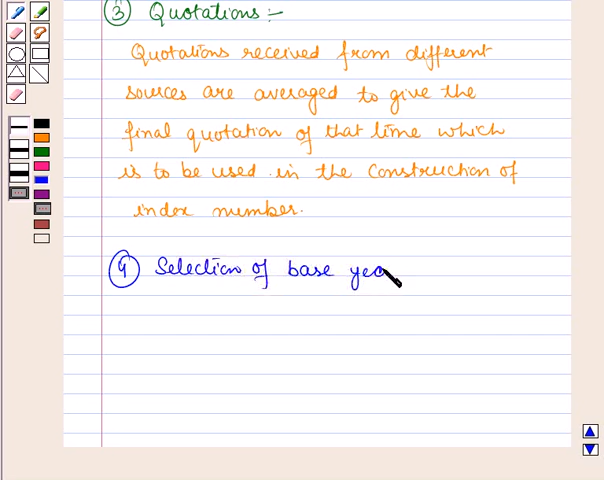 ③ Quotations :-
Quotations received from different
sources are averaged to give the
final quotation of that time which
is to be used in the construction of
index number.
④ Selection of base yea